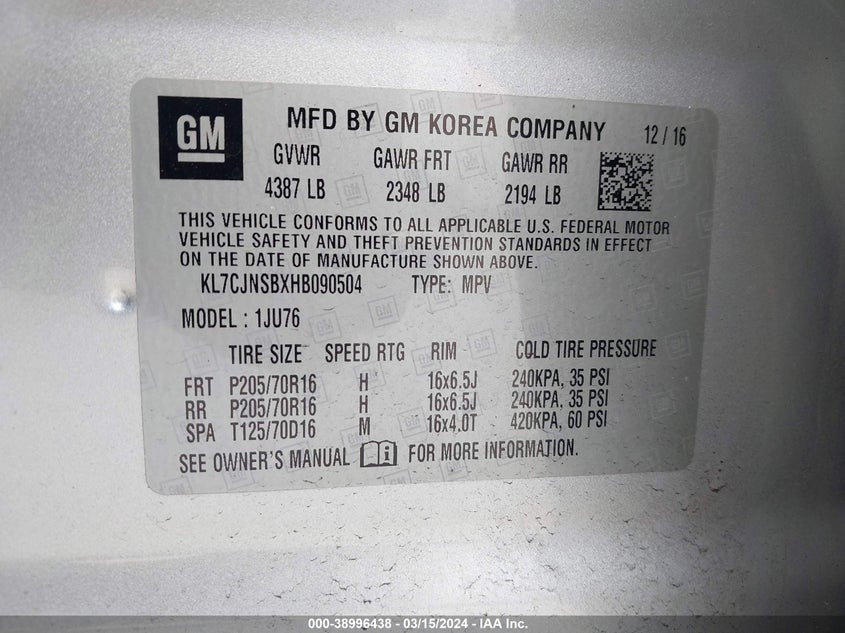 GM
MFD BY GM KOREA COMPANY 12 / 16
GVWR GAWR FRT GAWR RR
4387 LB 2348 LB 2194 LB
THIS VEHICLE CONFORMS TO ALL APPLICABLE U.S. FEDERAL MOTOR
VEHICLE SAFETY AND THEFT PREVENTION STANDARDS IN EFFECT
ON THE DATE OF MANUFACTURE SHOWN ABOVE.
KL7CJNSBXHB090504 TYPE: MPV
MODEL : 1JU76
TIRE SIZE SPEED RTG RIM COLD TIRE PRESSURE
FRT P205/70R16 H 16x6.5J 240KPA, 35 PSI
RR P205/70R16 H 16x6.5J 240KPA, 35 PSI
SPA T125/70D16 M 16x4.0T 420KPA, 60 PSI
SEE OWNER'S MANUAL FOR MORE INFORMATION.
000-38996438 - 03/15/2024 - IAA Inc.